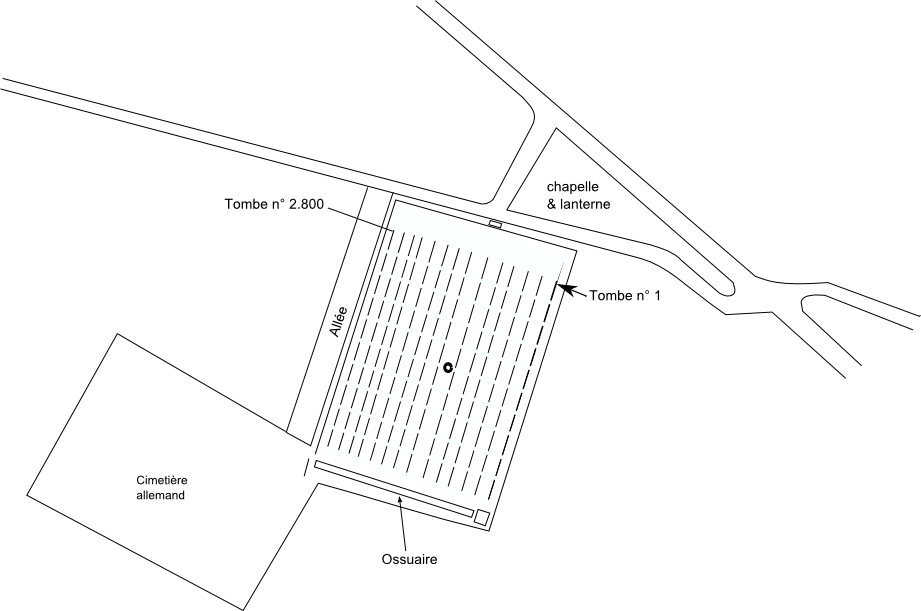 chapelle
& lanterne
Tombe n° 2.800
Tombe n° 1
Allée
Cimetière
allemand
Ossuaire